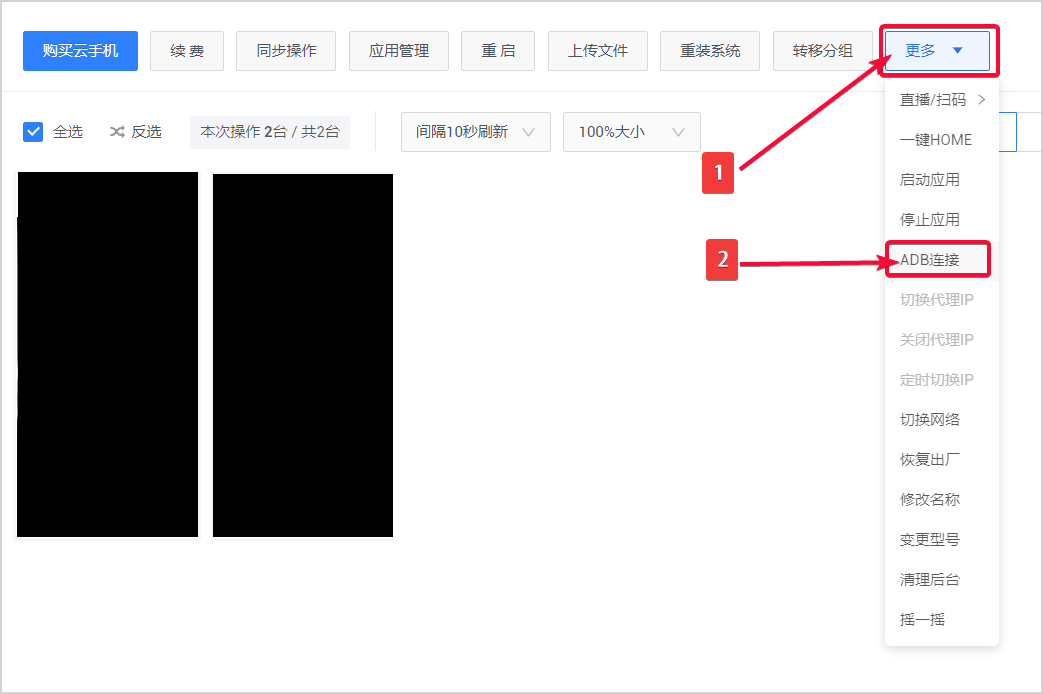 购买云手机 续 费 同步操作 应用管理 重 启 上传文件 重装系统 转移分组 更多
全选 反选 本次操作 2台 / 共2台 间隔10秒刷新 100%大小
直播/扫码
一键HOME
1
启动应用
停止应用
2
ADB连接
切换代理IP
关闭代理IP
定时切换IP
切换网络
恢复出厂
修改名称
变更型号
清理后台
摇一摇